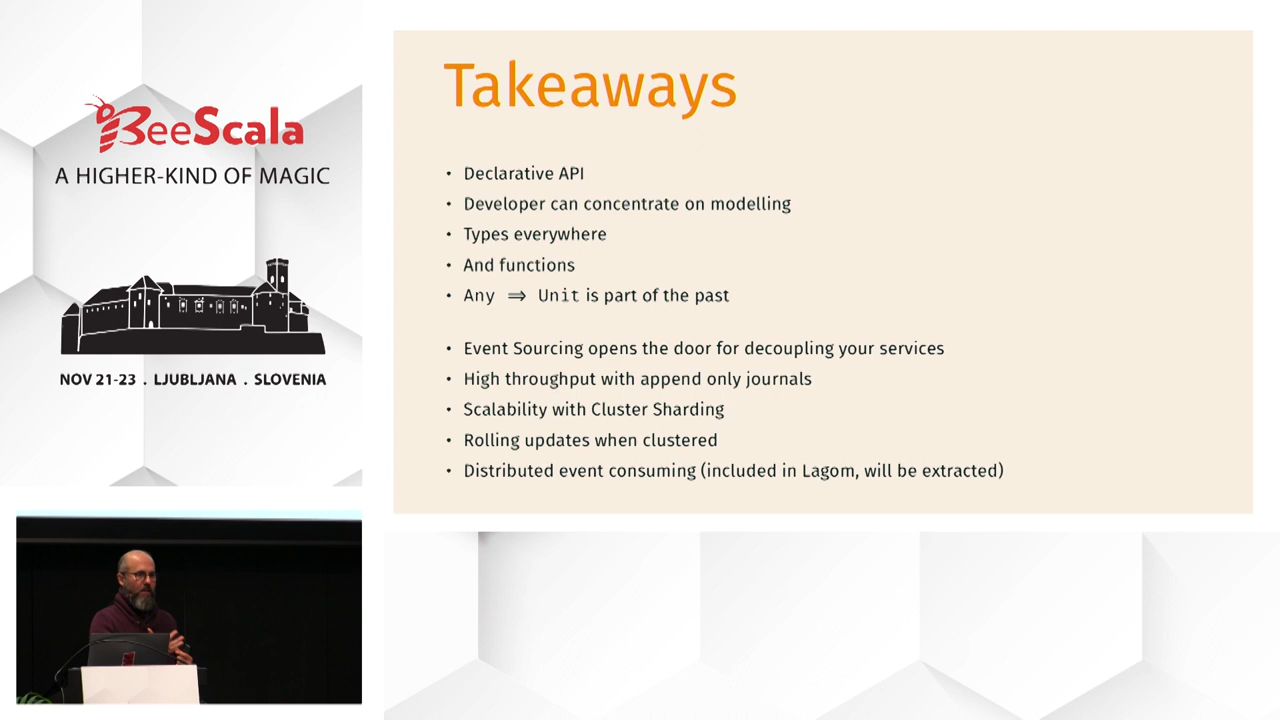 BeeScala
A HIGHER-KIND OF MAGIC
NOV 21-23 . LJUBLJANA . SLOVENIA
Takeaways
• Declarative API
• Developer can concentrate on modelling
• Types everywhere
• And functions
• Any ⇒ Unit is part of the past
• Event Sourcing opens the door for decoupling your services
• High throughput with append only journals
• Scalability with Cluster Sharding
• Rolling updates when clustered
• Distributed event consuming (included in Lagom, will be extracted)